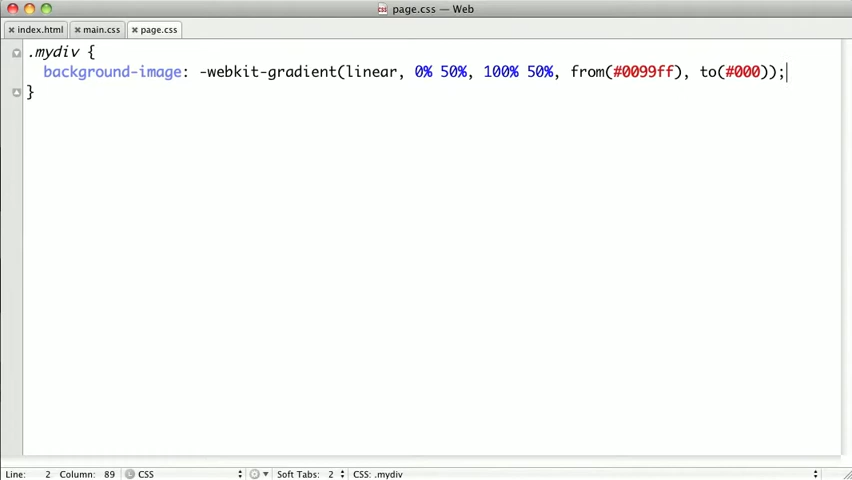 page.css — Web
index.html main.css page.css
.mydiv {
background-image: -webkit-gradient(linear, 0% 50%, 100% 50%, from(#0099ff), to(#000));
}
Line: 2 Column: 89 CSS Soft Tabs: 2 CSS: .mydiv